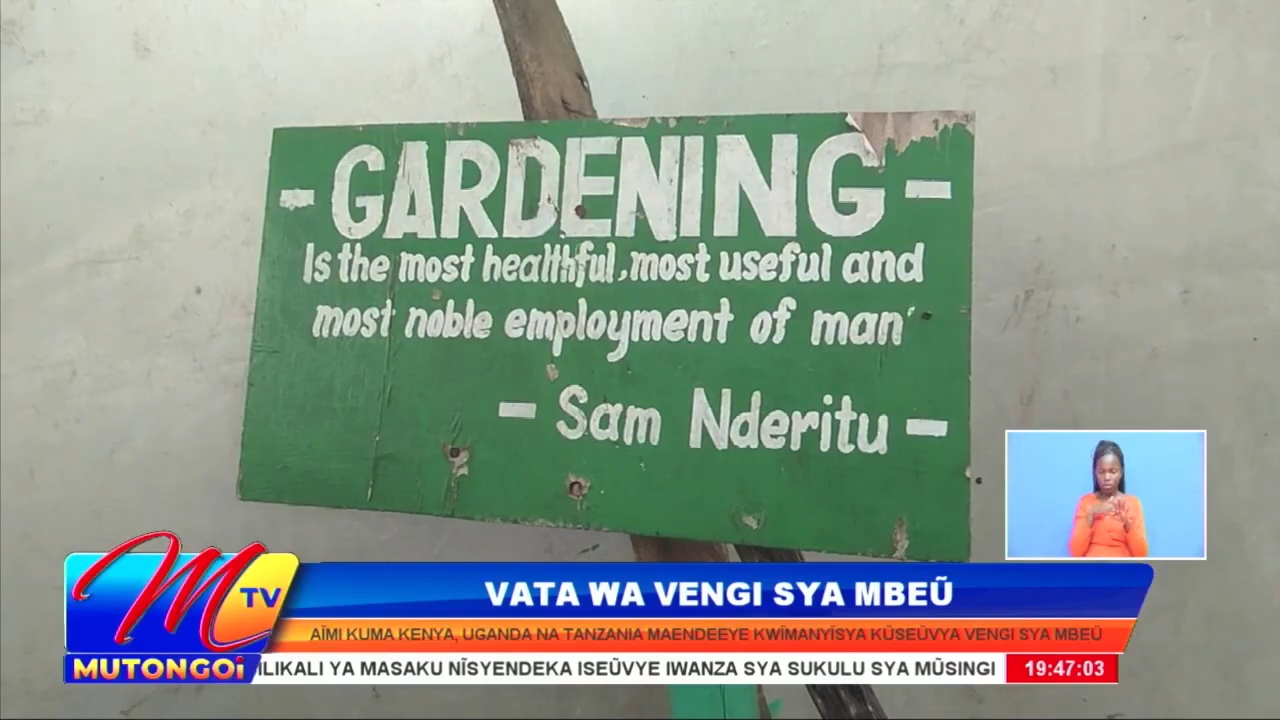 - GARDENING -
Is the most healthful, most useful and
most noble employment of man'
- Sam Nderitu -
M TV
MUTONGOi
VATA WA VENGI SYA MBEŨ
AĨMI KUMA KENYA, UGANDA NA TANZANIA MAENDEEYE KWĨMANYĨSYA KŨSEŨVYA VENGI SYA MBEŨ
ILIKALI YA MASAKU NĨSYENDEKA ISEŨVYE IWANZA SYA SUKULU SYA MŨSINGI
19:47:03